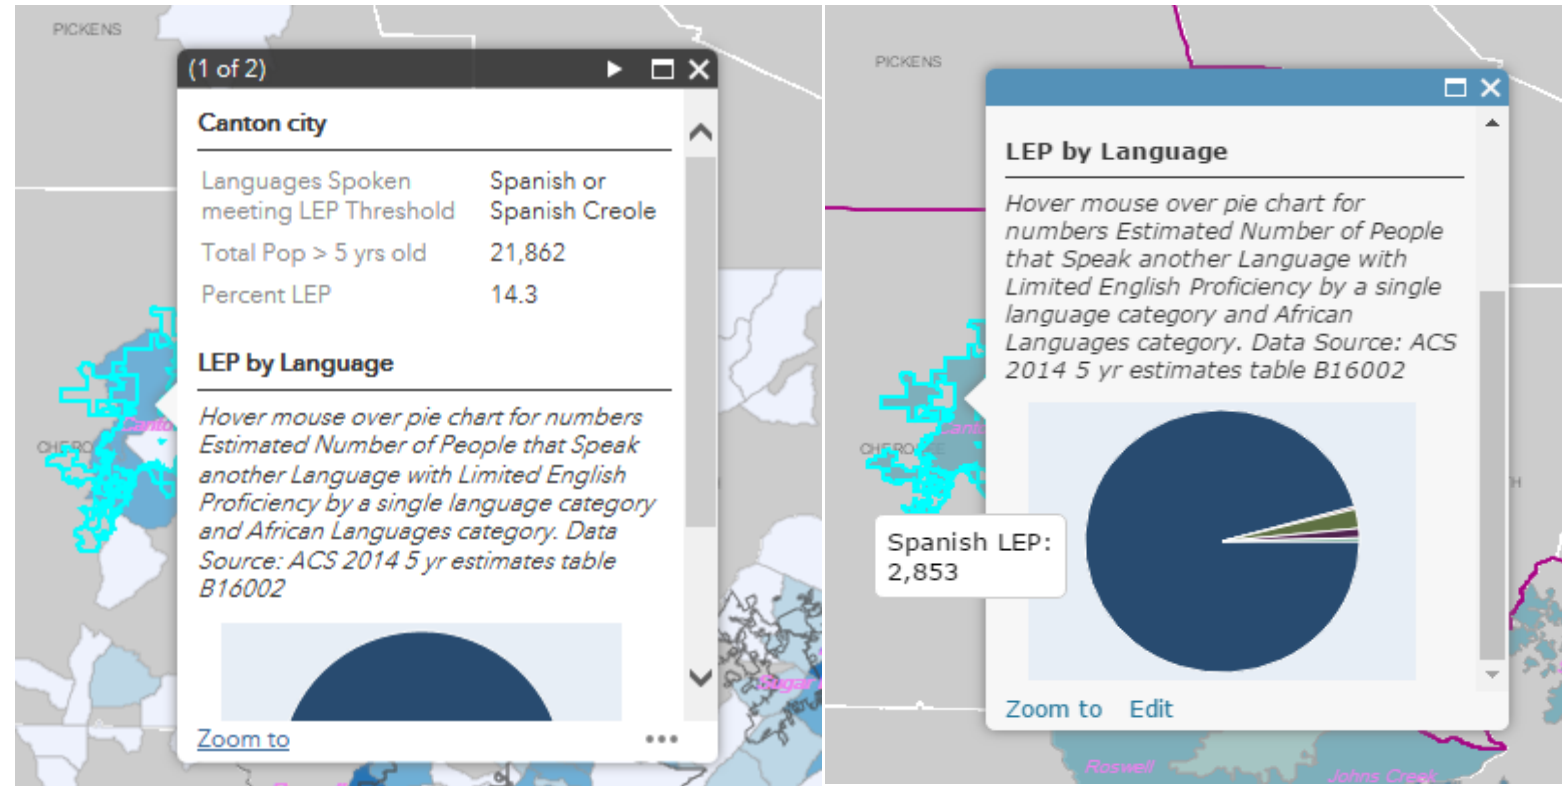 PICKENS
(1 of 2)
Canton city
Languages Spoken meeting LEP Threshold
Spanish or Spanish Creole
Total Pop > 5 yrs old 21,862
Percent LEP 14.3
LEP by Language
Hover mouse over pie chart for numbers
Estimated Number of People that Speak
another Language with Limited English
Proficiency by a single language category
and African Languages category. Data
Source: ACS 2014 5 yr estimates table
B16002
Zoom to
PICKENS
LEP by Language
Hover mouse over pie chart for
numbers Estimated Number of People
that Speak another Language with
Limited English Proficiency by a single
language category and African
Languages category. Data Source: ACS
2014 5 yr estimates table B16002
Spanish LEP:
2,853
Zoom to Edit
Roswell
Johns Creek